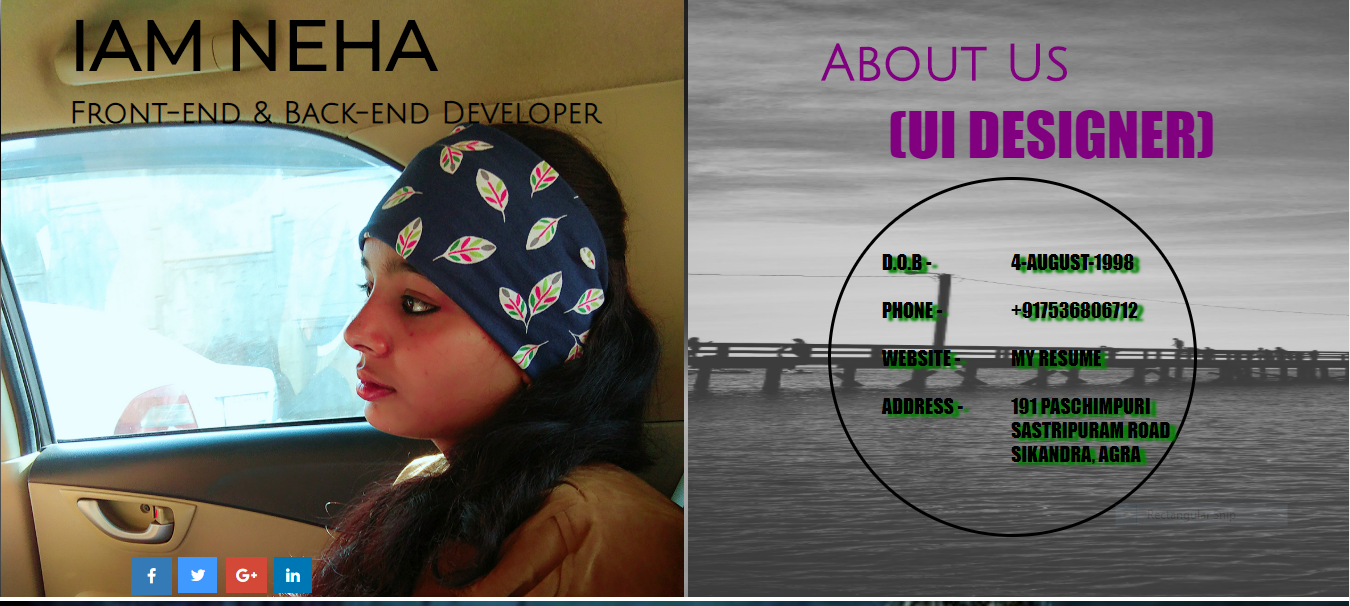 IAM NEHA
FRONT-END & BACK-END DEVELOPER
f G+ in
ABOUT US
(UI DESIGNER)
D.O.B - 4-AUGUST-1998
PHONE - +917536806712
WEBSITE - MY RESUME
ADDRESS - 191 PASCHIMPURI
SASTRIPURAM ROAD
SIKANDRA, AGRA